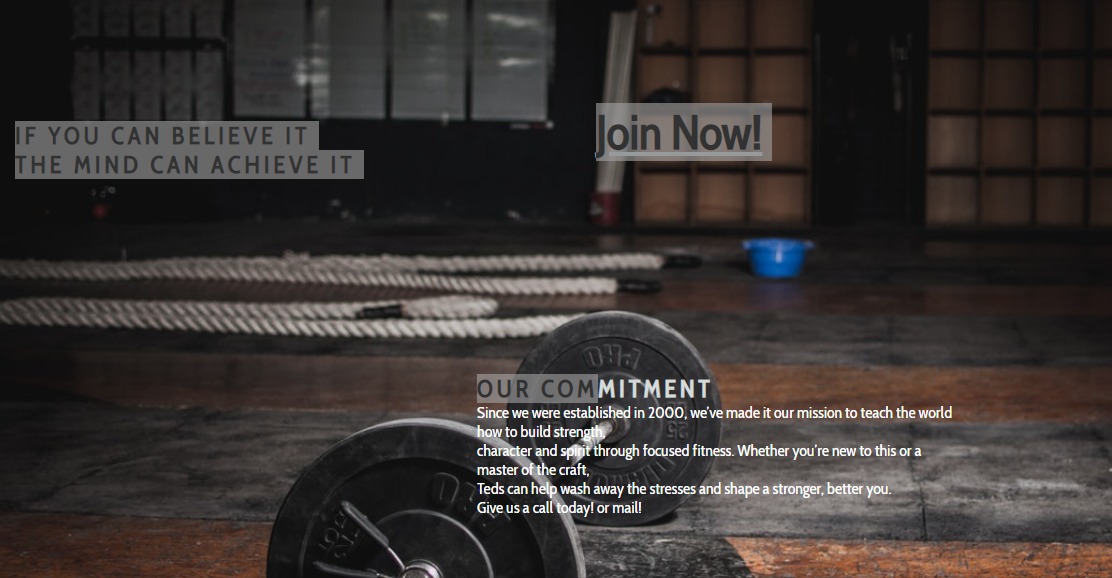 IF YOU CAN BELIEVE IT
THE MIND CAN ACHIEVE IT
Join Now!
PRO
25
OUR COMMITMENT
Since we were established in 2000, we've made it our mission to teach the world
how to build strength,
character and spirit through focused fitness. Whether you're new to this or a
master of the craft,
Teds can help wash away the stresses and shape a stronger, better you.
Give us a call today! or mail!